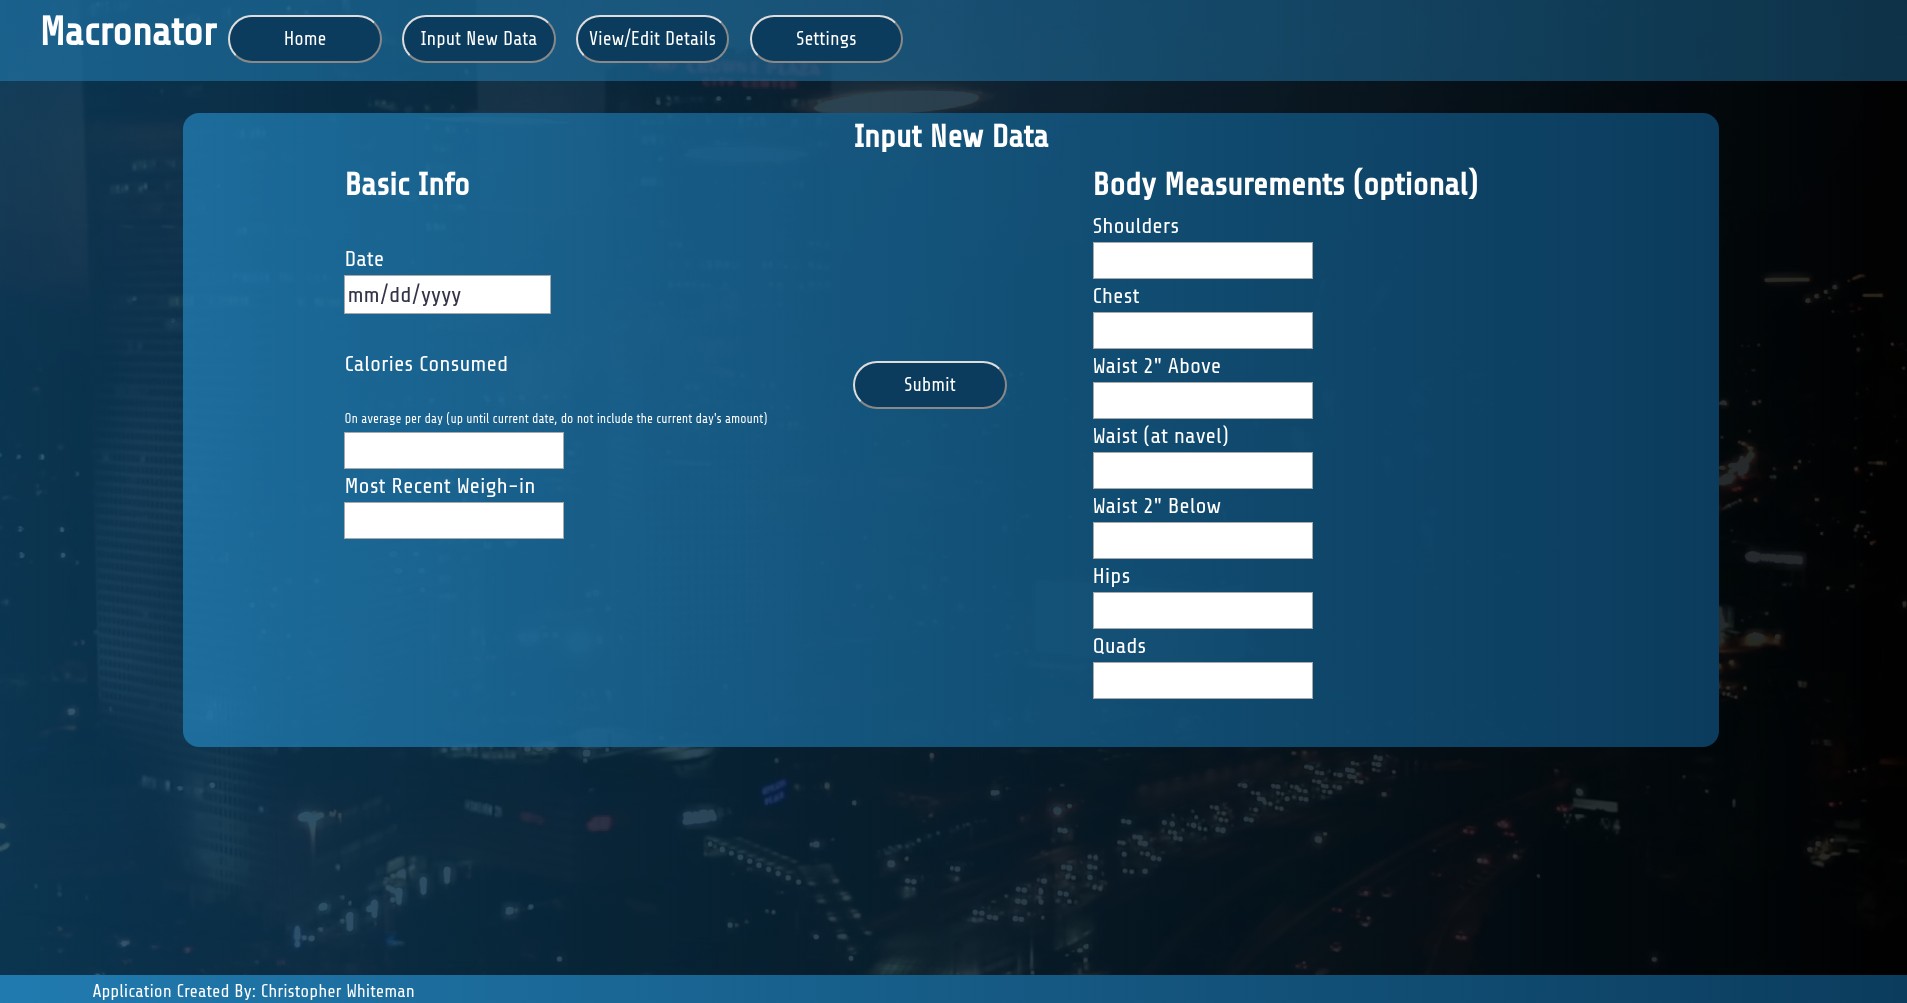 Macronator
Home
Input New Data
View/Edit Details
Settings
Input New Data
Basic Info
Date
mm/dd/yyyy
Calories Consumed
On average per day (up until current date, do not include the current day's amount)
Most Recent Weigh-in
Submit
Body Measurements (optional)
Shoulders
Chest
Waist 2" Above
Waist (at navel)
Waist 2" Below
Hips
Quads
Application Created By: Christopher Whiteman